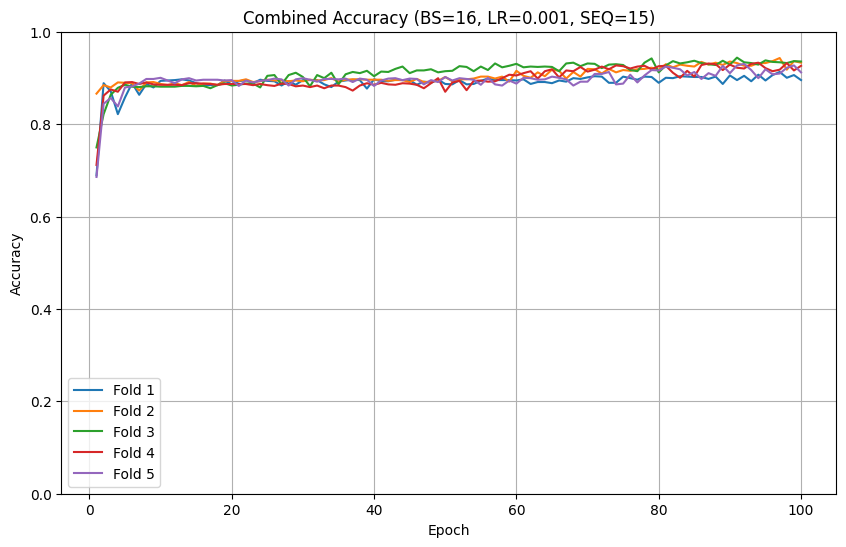 Combined Accuracy (BS=16, LR=0.001, SEQ=15)
1.0
0.8
0.6
0.4
0.2
0.0
Accuracy
Fold 1
Fold 2
Fold 3
Fold 4
Fold 5
0 20 40 60 80 100
Epoch